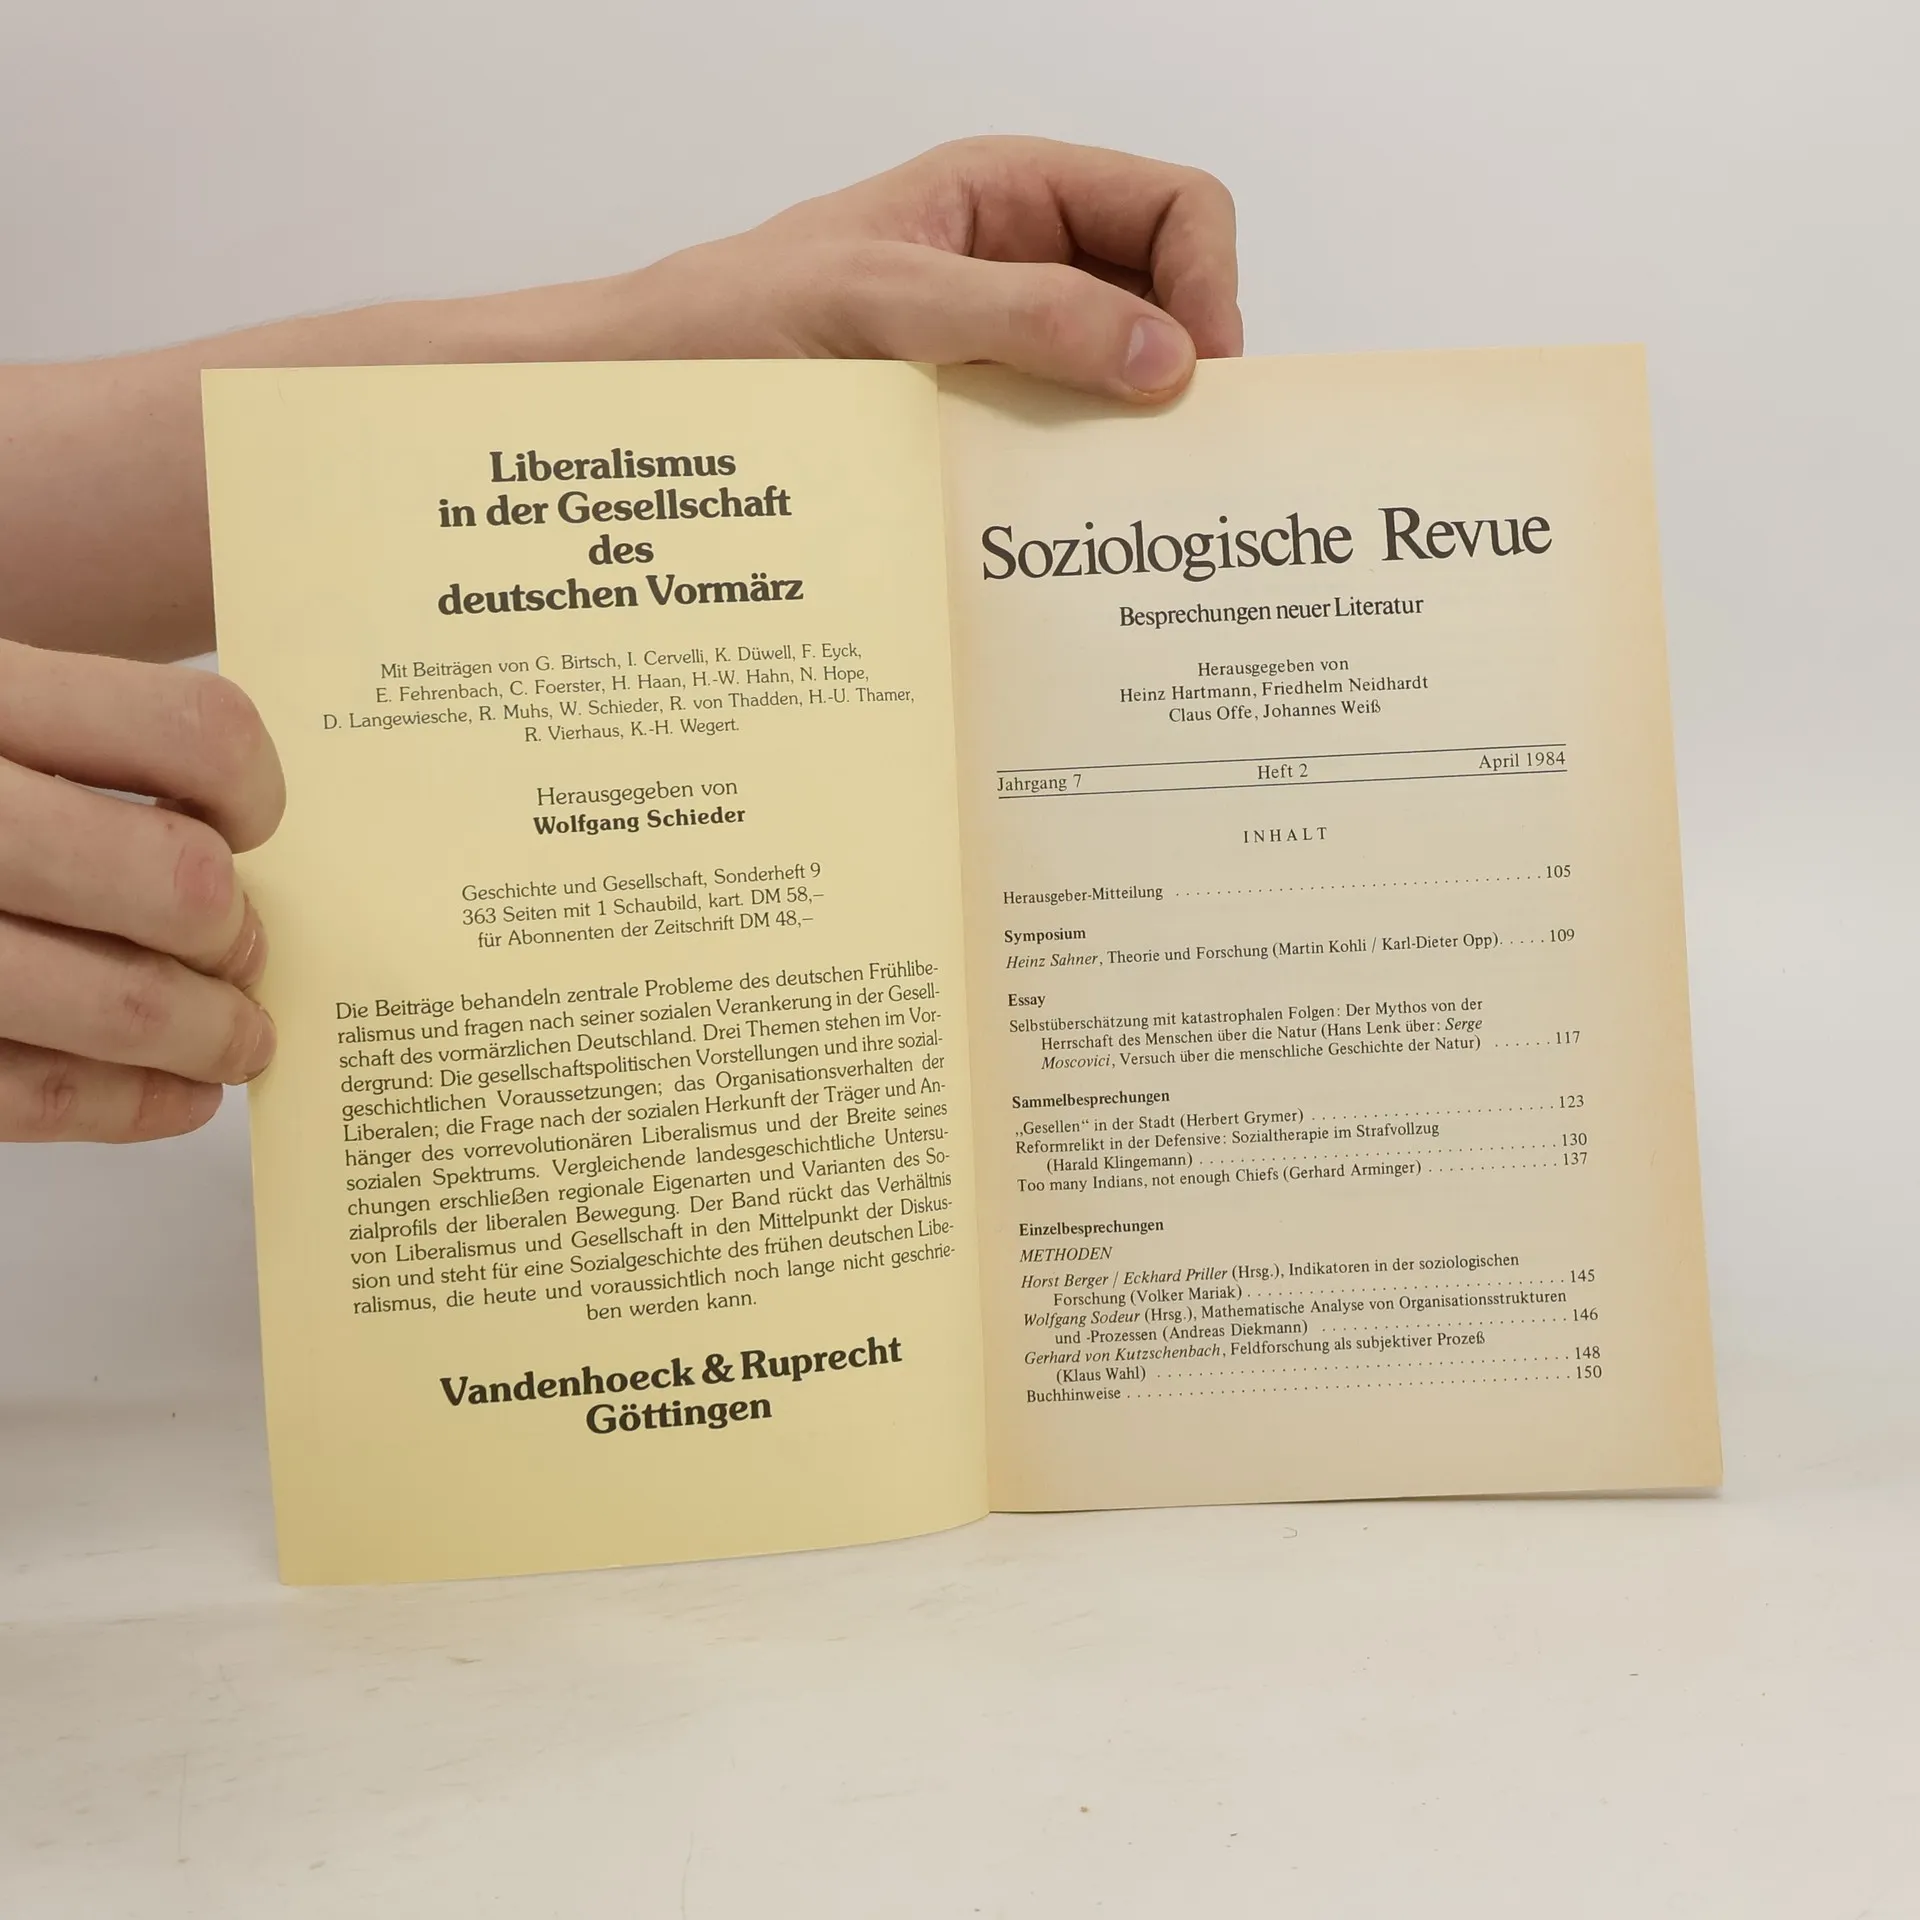 Liberalismus
in der Gesellschaft
des
deutschen Vormärz
Mit Beiträgen von G. Birtsch, I. Cervelli, K. Düwell, F. Eyck,
E. Fehrenbach, C. Foerster, H. Haan, H.-W. Hahn, N. Hope,
D. Langewiesche, R. Muhs, W. Schieder, R. von Thadden, H.-U. Thamer,
R. Vierhaus, K.-H. Wegert.
Herausgegeben von
Wolfgang Schieder
Geschichte und Gesellschaft, Sonderheft 9
363 Seiten mit 1 Schaubild, kart. DM 58,–
für Abonnenten der Zeitschrift DM 48,–
Die Beiträge behandeln zentrale Probleme des deutschen Frühlibe-
ralismus und fragen nach seiner sozialen Verankerung in der Gesell-
schaft des vormärzlichen Deutschland. Drei Themen stehen im Vor-
dergrund: Die gesellschaftspolitischen Vorstellungen und ihre sozial-
geschichtlichen Voraussetzungen; das Organisationsverhalten der
Liberalen; die Frage nach der sozialen Herkunft der Träger und An-
hänger des vorrevolutionären Liberalismus und der Breite seines
sozialen Spektrums. Vergleichende landesgeschichtliche Untersu-
chungen erschließen regionale Eigenarten und Varianten des So-
zialprofils der liberalen Bewegung. Der Band rückt das Verhältnis
von Liberalismus und Gesellschaft in den Mittelpunkt der Diskus-
sion und steht für eine Sozialgeschichte des frühen deutschen Libe-
ralismus, die heute und voraussichtlich noch lange nicht geschrie-
ben werden kann.
Vandenhoeck & Ruprecht
Göttingen
Soziologische Revue
Besprechungen neuer Literatur
Herausgegeben von
Heinz Hartmann, Friedhelm Neidhardt
Claus Offe, Johannes Weiß
Jahrgang 7 Heft 2 April 1984
INHALT
Herausgeber-Mitteilung . . . . . . . . . . . . . . . . . . . . 105
Symposium
Heinz Sahner, Theorie und Forschung (Martin Kohli / Karl-Dieter Opp). . . . . 109
Essay
Selbstüberschätzung mit katastrophalen Folgen: Der Mythos von der
Herrschaft des Menschen über die Natur (Hans Lenk über: Serge
Moscovici, Versuch über die menschliche Geschichte der Natur) . . . . . . 117
Sammelbesprechungen
„Gesellen“ in der Stadt (Herbert Grymer) . . . . . . . . . . . . . . . . . . . . 123
Reformrelikt in der Defensive: Sozialtherapie im Strafvollzug
(Harald Klingemann) . . . . . . . . . . . . . . . . . . . . 130
Too many Indians, not enough Chiefs (Gerhard Arminger) . . . . . . . . . . . . . 137
Einzelbesprechungen
METHODEN
Horst Berger / Eckhard Priller (Hrsg.), Indikatoren in der soziologischen
Forschung (Volker Mariak) . . . . . . . . . . . . . . . . . . . . 145
Wolfgang Sodeur (Hrsg.), Mathematische Analyse von Organisationsstrukturen
und -Prozessen (Andreas Diekmann) . . . . . . . . . . . . . . . . . . . . 146
Gerhard von Kutzschenbach, Feldforschung als subjektiver Prozeß
(Klaus Wahl) . . . . . . . . . . . . . . . . . . . . 148
Buchhinweise . . . . . . . . . . . . . . . . . . . . 150